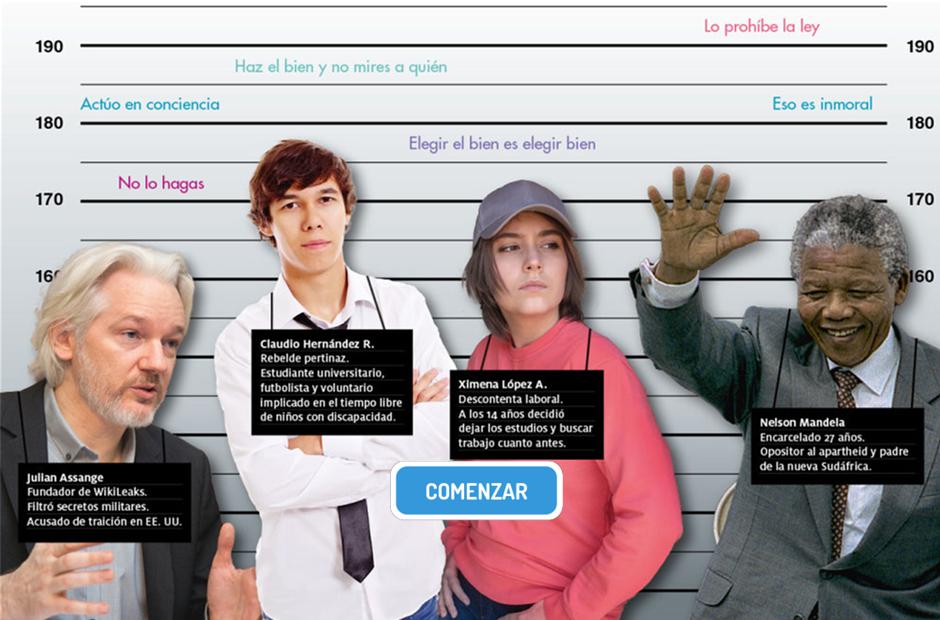 Lo prohíbe la ley
190
190
Haz el bien y no mires a quién
Actúo en conciencia
Eso es inmoral
180
180
Elegir el bien es elegir bien
No lo hagas
170
170
160
160
Claudio Hernández R.
Rebelde pertinaz.
Estudiante universitario,
futbolista y voluntario
implicado en el tiempo libre
de niños con discapacidad.
Ximena López A.
Descontenta laboral.
A los 14 años decidió
dejar los estudios y buscar
trabajo cuanto antes.
Nelson Mandela
Encarcelado 27 años.
Opositor al apartheid y padre
de la nueva Sudáfrica.
Julian Assange
Fundador de WikiLeaks.
Filtró secretos militares.
Acusado de traición en EE. UU.
COMENZAR